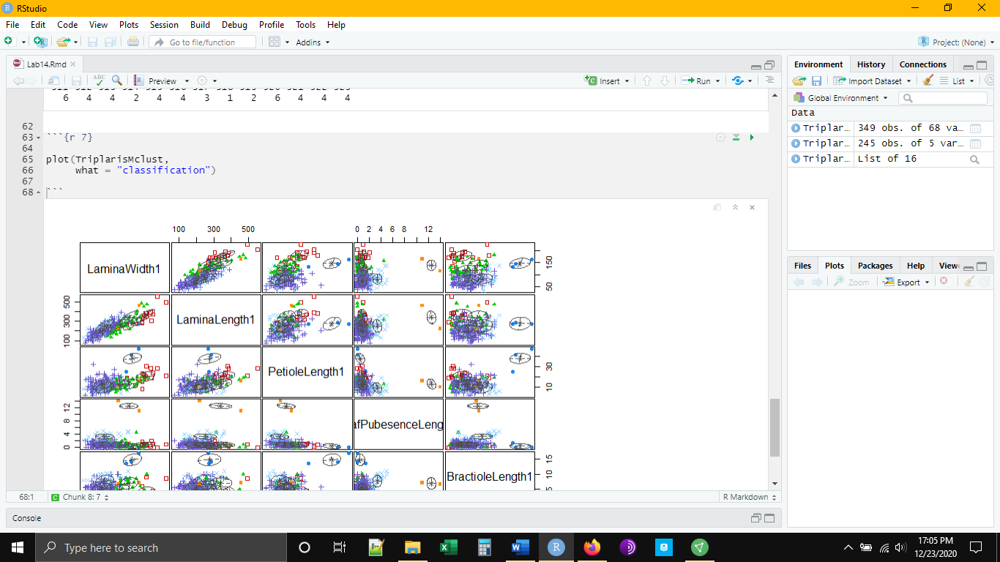 RStudio
File Edit Code View Plots Session Build Debug Profile Tools Help
Go to file/function Addins Project: (None)
Lab14.Rmd
ABC Preview Insert Run
6 4 4 2 4 4 3 1 2 6 4 4 4
62
63 ```{r 7}
64
65 plot(TriplarisMclust,
66 what = "classification")
67
68 ```
100 300 500 0 2 4 6 8 12
LaminaWidth1
50 150
100 300 500
LaminaLength1
PetioleLength1
10 30
0 4 8 12
afPubesenceLeng
BractioleLength1
5 10 15
68:1 Chunk 8: 7 R Markdown
Console
Environment History Connections
Import Dataset List
Global Environment
Data
Triplar… 349 obs. of 68 va…
Triplar… 245 obs. of 5 var…
Triplar… List of 16
Files Plots Packages Help Viewe
Zoom Export
Type here to search
17:05 PM
12/23/2020